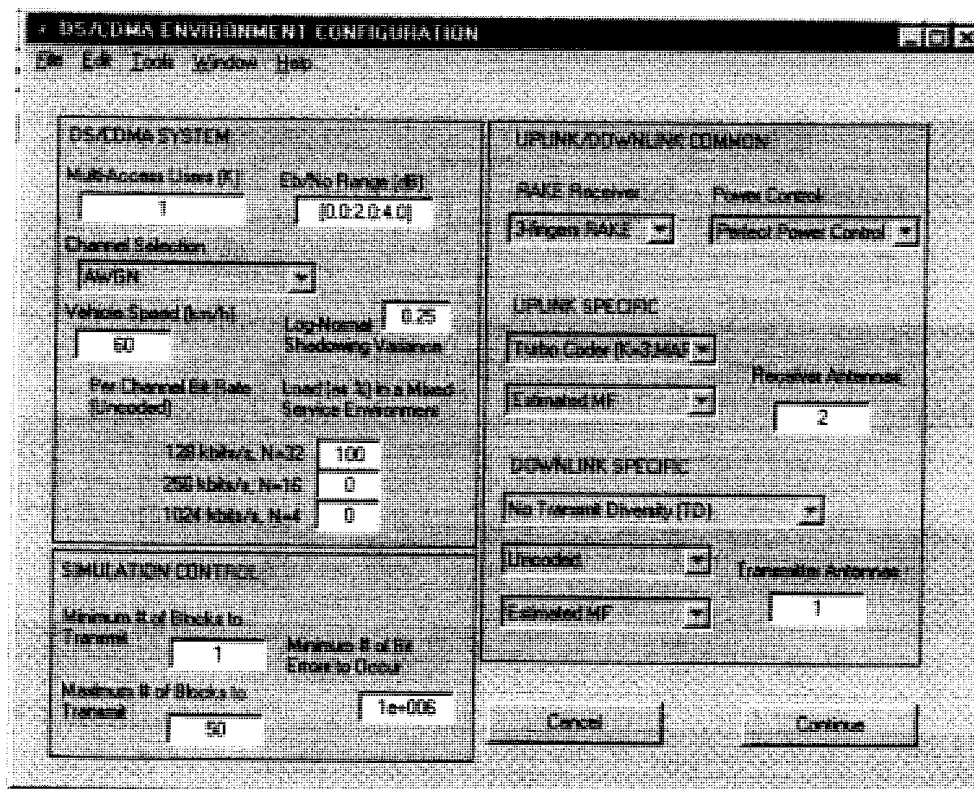 DS/CDMA ENVIRONMENT CONFIGURATION
File Edit Tools Window Help
DS/CDMA SYSTEM
Multi-Access Users (K)
1
Eb/No Range [dB]
[0.0:2.0:4.0]
Channel Selection
AWGN
Vehicle Speed (km/h)
60
Log-Normal
Shadowing Variance
0.25
Per Channel Bit Rate
(Uncoded)
Load (as %) in a Mixed
Service Environment
128 kbits/s, N=32 100
256 kbits/s, N=16 0
1024 kbits/s, N=4 0
SIMULATION CONTROL
Minimum # of Blocks to
Transmit
1
Minimum # of Bit
Errors to Occur
1e+006
Maximum # of Blocks to
Transmit
50
UPLINK/DOWNLINK COMMON
RAKE Receiver
3-fingers RAKE
Power Control
Perfect Power Control
UPLINK SPECIFIC
Turbo Coder (K=3,MAP
Estimated MF
Receiver Antennas
2
DOWNLINK SPECIFIC
No Transmit Diversity (TD)
Uncoded
Estimated MF
Transmitter Antennas
1
Cancel
Continue